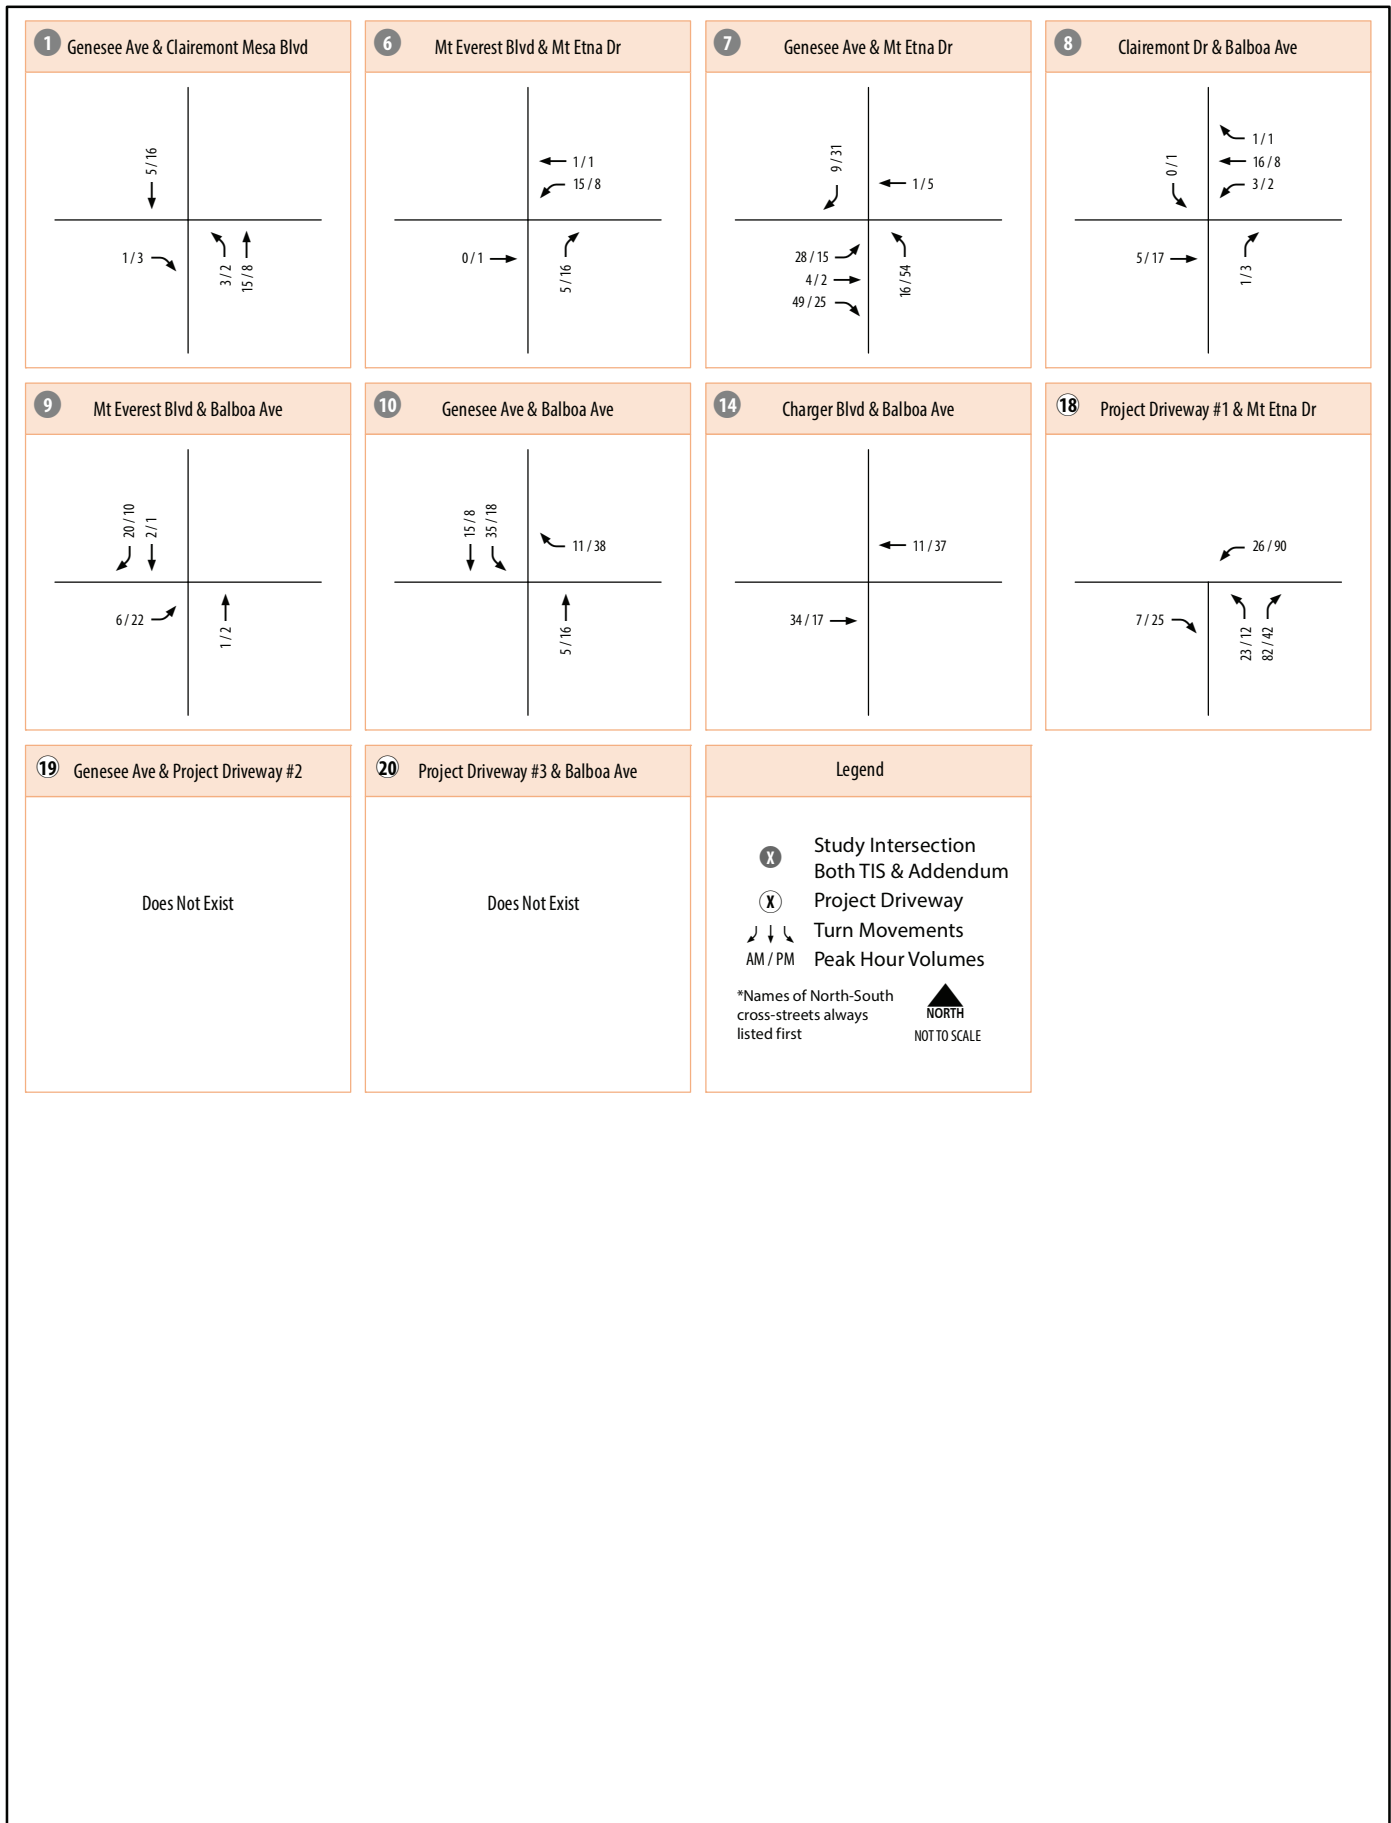 1 Genesee Ave & Clairemont Mesa Blvd
5 / 16
1 / 3
3 / 2
15 / 8
6 Mt Everest Blvd & Mt Etna Dr
1 / 1
15 / 8
0 / 1
5 / 16
7 Genesee Ave & Mt Etna Dr
9 / 31
1 / 5
28 / 15
4 / 2
49 / 25
16 / 54
8 Clairemont Dr & Balboa Ave
0 / 1
1 / 1
16 / 8
3 / 2
5 / 17
1 / 3
9 Mt Everest Blvd & Balboa Ave
20 / 10
2 / 1
6 / 22
1 / 2
10 Genesee Ave & Balboa Ave
15 / 8
35 / 18
11 / 38
5 / 16
14 Charger Blvd & Balboa Ave
11 / 37
34 / 17
18 Project Driveway #1 & Mt Etna Dr
26 / 90
7 / 25
23 / 12
82 / 42
19 Genesee Ave & Project Driveway #2
Does Not Exist
20 Project Driveway #3 & Balboa Ave
Does Not Exist
Legend
X Study Intersection
Both TIS & Addendum
X Project Driveway
Turn Movements
AM / PM Peak Hour Volumes
*Names of North-South
cross-streets always
listed first
NORTH
NOT TO SCALE